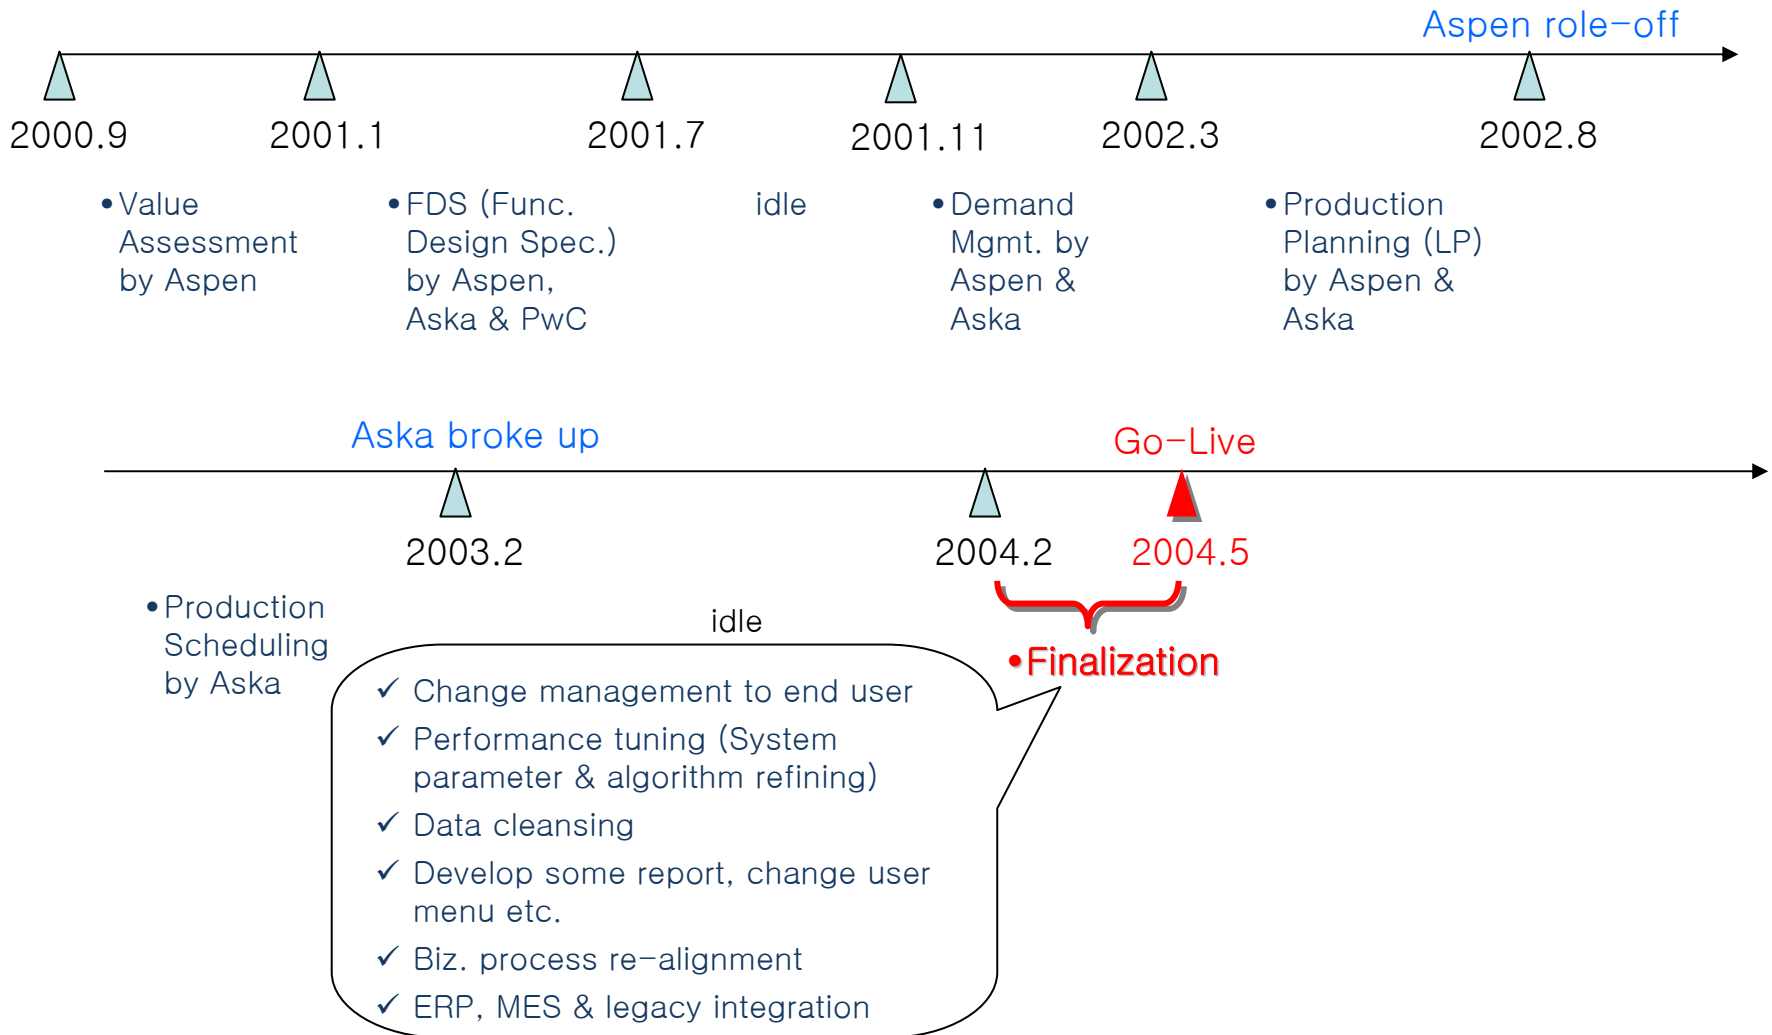 Aspen role-off
2000.9
2001.1
2001.7
2001.11
2002.3
2002.8
•Value
Assessment
by Aspen
•FDS (Func.
Design Spec.)
by Aspen,
Aska & PwC
idle
•Demand
Mgmt. by
Aspen &
Aska
•Production
Planning (LP)
by Aspen &
Aska
Aska broke up
Go-Live
2003.2
2004.2
2004.5
•Production
Scheduling
by Aska
idle
•Finalization
✓ Change management to end user
✓ Performance tuning (System
parameter & algorithm refining)
✓ Data cleansing
✓ Develop some report, change user
menu etc.
✓ Biz. process re-alignment
✓ ERP, MES & legacy integration